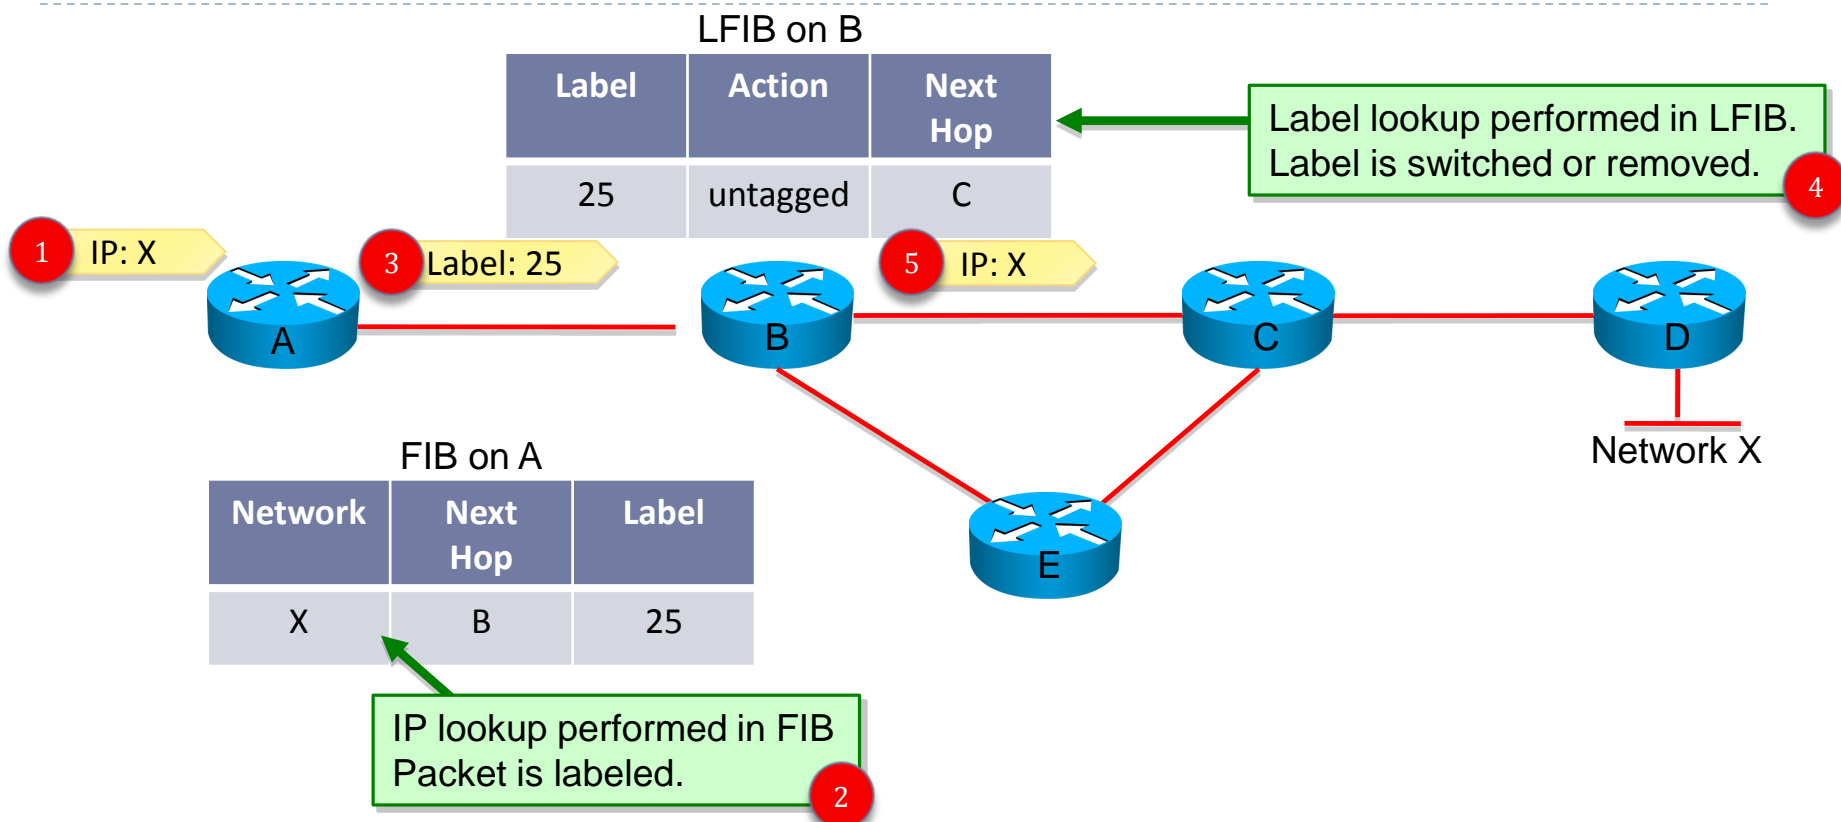 LFIB on B
Label Action Next Hop
25 untagged C
Label lookup performed in LFIB.
Label is switched or removed.
4
1 IP: X
3 Label: 25
5 IP: X
A
B
C
D
Network X
E
FIB on A
Network Next Hop Label
X B 25
IP lookup performed in FIB
Packet is labeled.
2